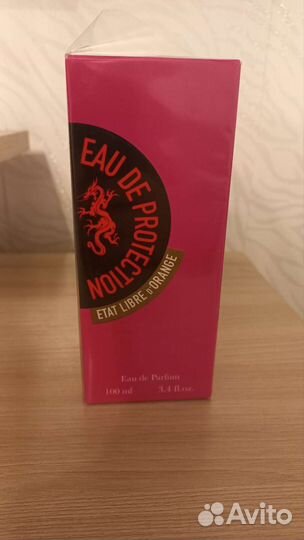 EAU DE PROTECTION
ETAT LIBRE D'ORANGE
Eau de Parfum
100 ml 3.4 fl.oz.
Avito